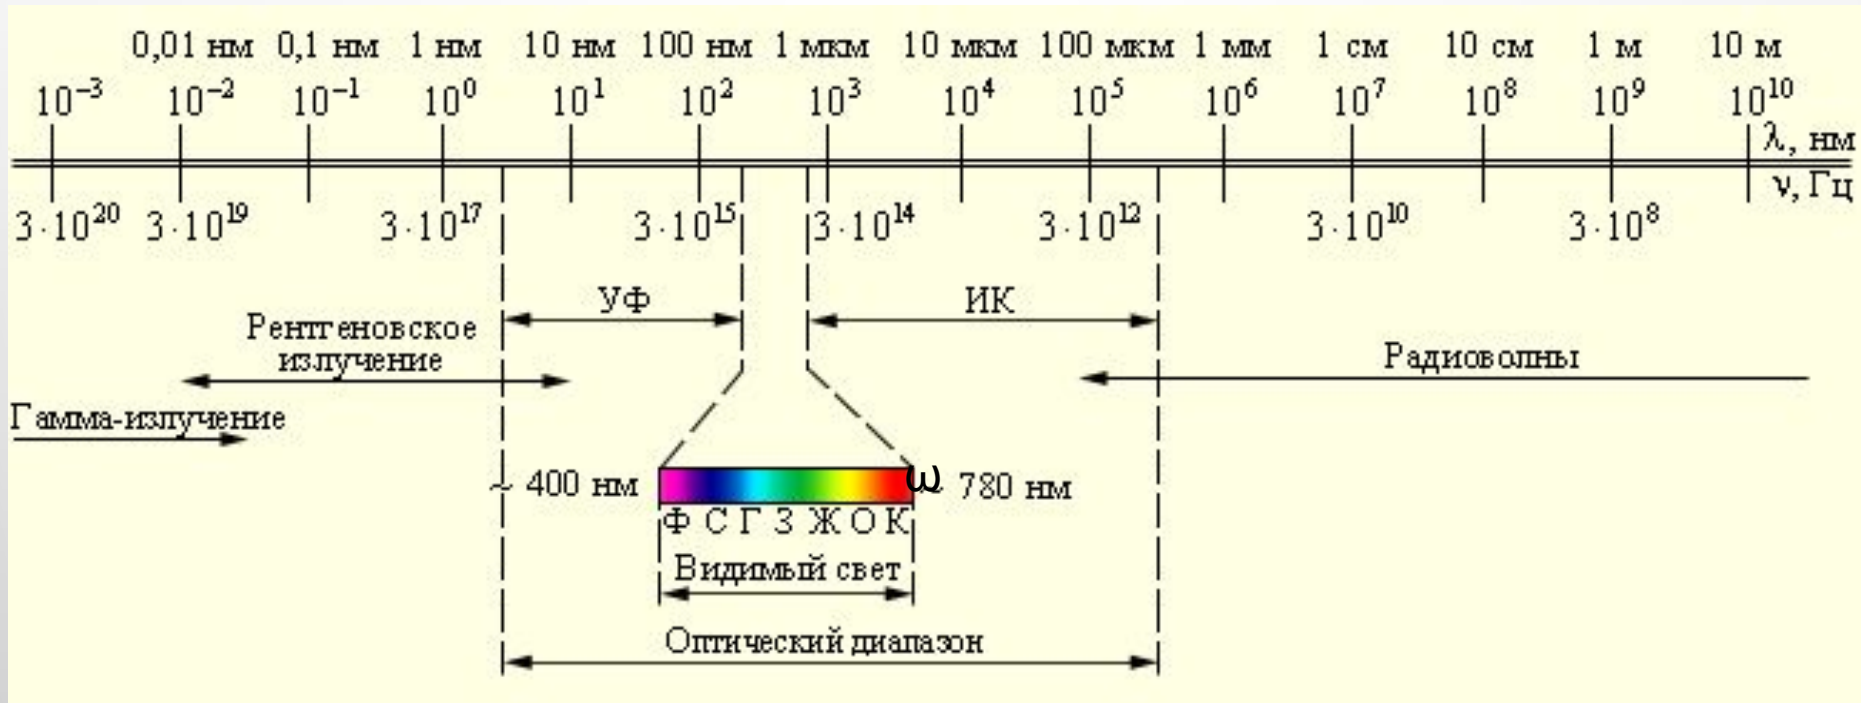 0,01 нм 0,1 нм 1 нм 10 нм 100 нм 1 мкм 10 мкм 100 мкм 1 мм 1 см 10 см 1 м 10 м
10⁻³ 10⁻² 10⁻¹ 10⁰ 10¹ 10² 10³ 10⁴ 10⁵ 10⁶ 10⁷ 10⁸ 10⁹ 10¹⁰
λ, нм
ν, Гц
3·10²⁰ 3·10¹⁹ 3·10¹⁷ 3·10¹⁵ 3·10¹⁴ 3·10¹² 3·10¹⁰ 3·10⁸
УФ ИК
Рентгеновское
излучение
Радиоволны
Гамма-излучение
~ 400 нм ω ~ 780 нм
Ф С Г З Ж О К
Видимый свет
Оптический диапазон